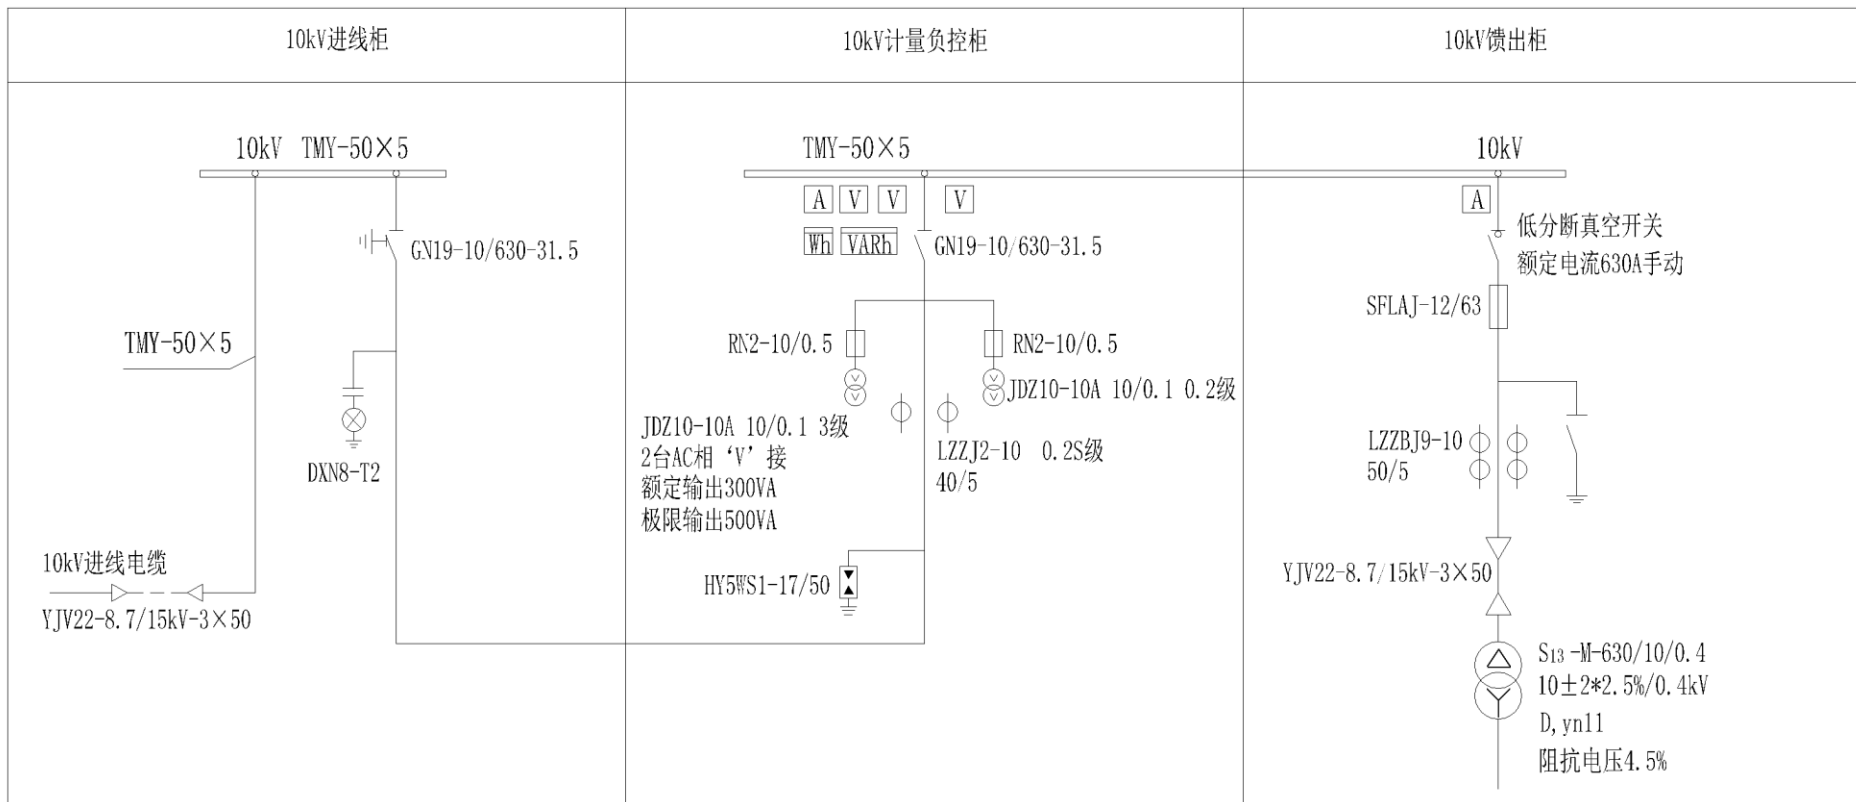 10kV进线柜
10kV计量负控柜
10kV馈出柜
10kV TMY-50×5
GN19-10/630-31.5
TMY-50×5
DXN8-T2
10kV进线电缆
YJV22-8.7/15kV-3×50
TMY-50×5
A V V V
Wh VARh
GN19-10/630-31.5
RN2-10/0.5
RN2-10/0.5
JDZ10-10A 10/0.1 0.2级
JDZ10-10A 10/0.1 3级
2台AC相‘V’接
额定输出300VA
极限输出500VA
LZZJ2-10 0.2S级
40/5
HY5WS1-17/50
10kV
A
低分断真空开关
额定电流630A手动
SFLAJ-12/63
LZZBJ9-10
50/5
YJV22-8.7/15kV-3×50
S13-M-630/10/0.4
10±2*2.5%/0.4kV
D,yn11
阻抗电压4.5%